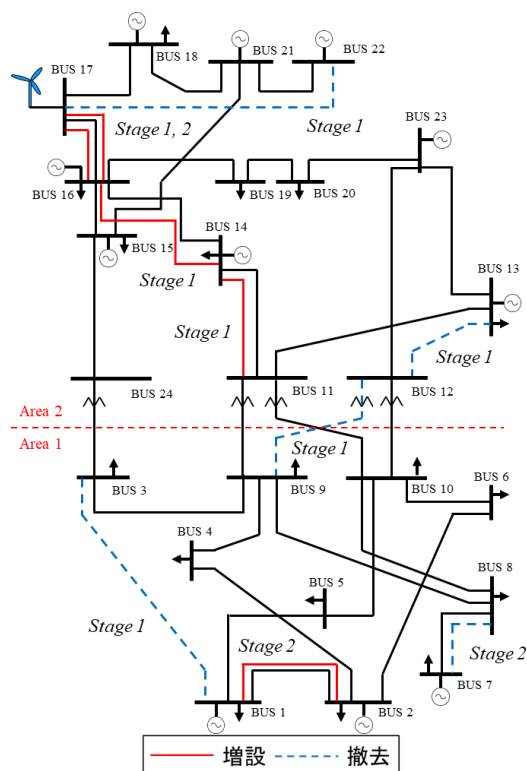 BUS 18
BUS 21
BUS 22
BUS 17
Stage 1, 2
Stage 1
BUS 23
BUS 16
BUS 19
BUS 20
BUS 15
BUS 14
BUS 13
Stage 1
Stage 1
Stage 1
BUS 24
BUS 11
BUS 12
Area 2
Area 1
Stage 1
BUS 3
BUS 9
BUS 10
BUS 6
BUS 4
BUS 5
BUS 8
Stage 1
Stage 2
Stage 2
BUS 1
BUS 2
BUS 7
増設 撤去